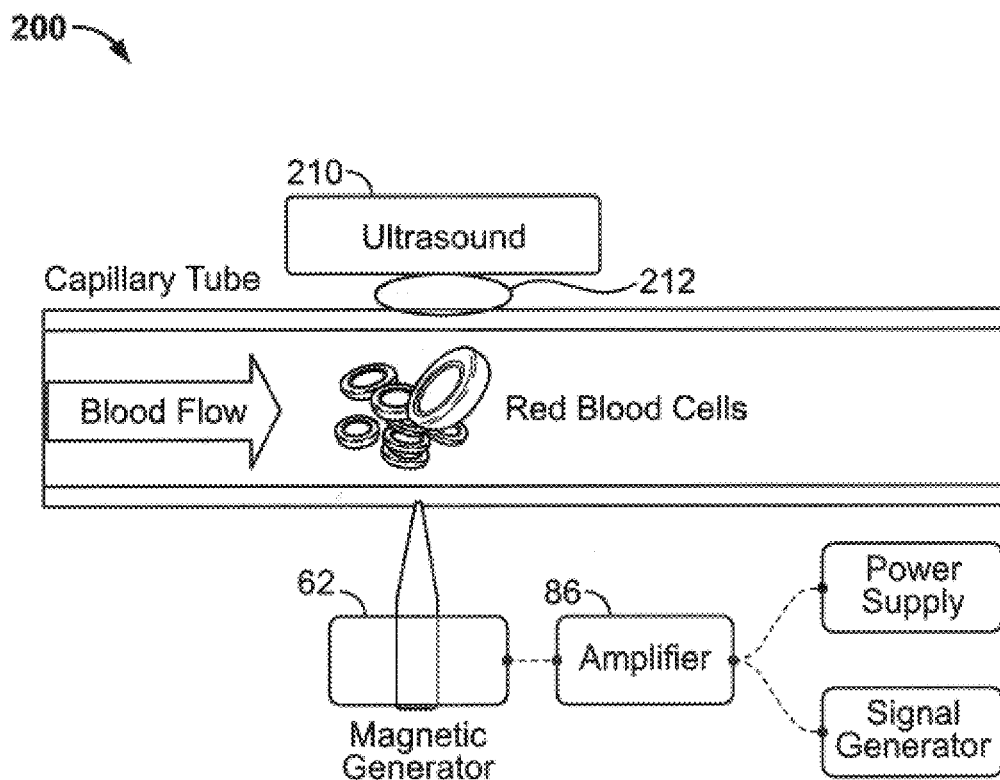 200
210
Ultrasound
Capillary Tube
212
Blood Flow
Red Blood Cells
62
86
Power
Supply
Amplifier
Magnetic
Generator
Signal
Generator